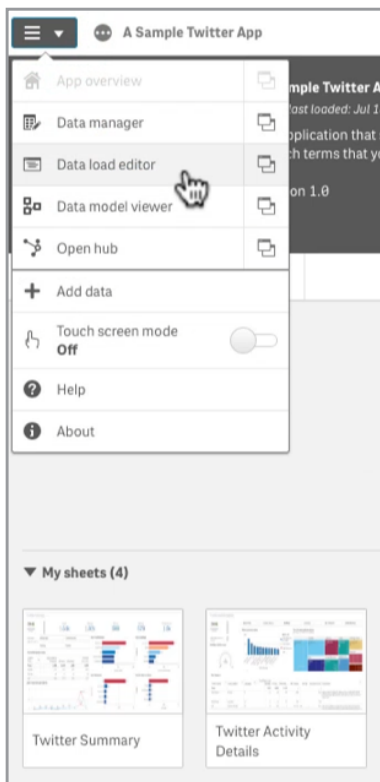 A Sample Twitter App
App overview
Data manager
Data load editor
Data model viewer
Open hub
Add data
Touch screen mode
Off
Help
About
mple Twitter A
ast loaded: Jul 1
pplication that
ch terms that yo
on 1.0
My sheets (4)
Twitter Summary
Twitter Activity
Details